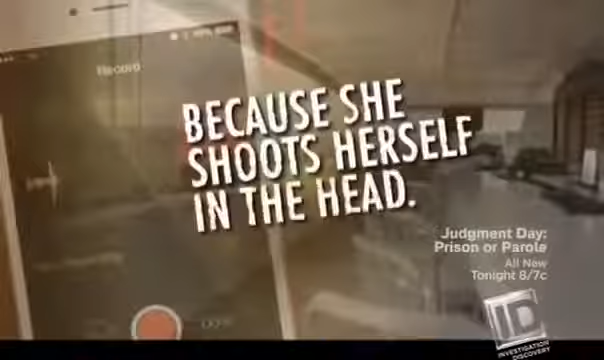 Record
BECAUSE SHE
SHOOTS HERSELF
IN THE HEAD.
Judgment Day:
Prison or Parole
All New
Tonight 8/7c
ID
INVESTIGATION
DISCOVERY